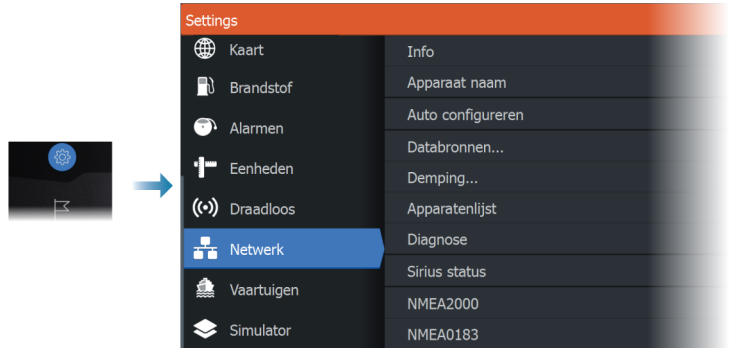 Settings
Kaart
Brandstof
Alarmen
Eenheden
Draadloos
Netwerk
Vaartuigen
Simulator
Info
Apparaat naam
Auto configureren
Databronnen...
Demping...
Apparatenlijst
Diagnose
Sirius status
NMEA2000
NMEA0183